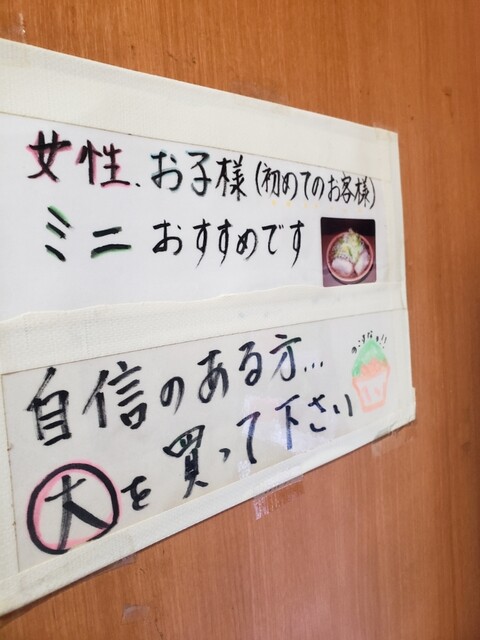 女性、お子様(初めてのお客様)
ミニ おすすめです
自信のある方...
大を買って下さい